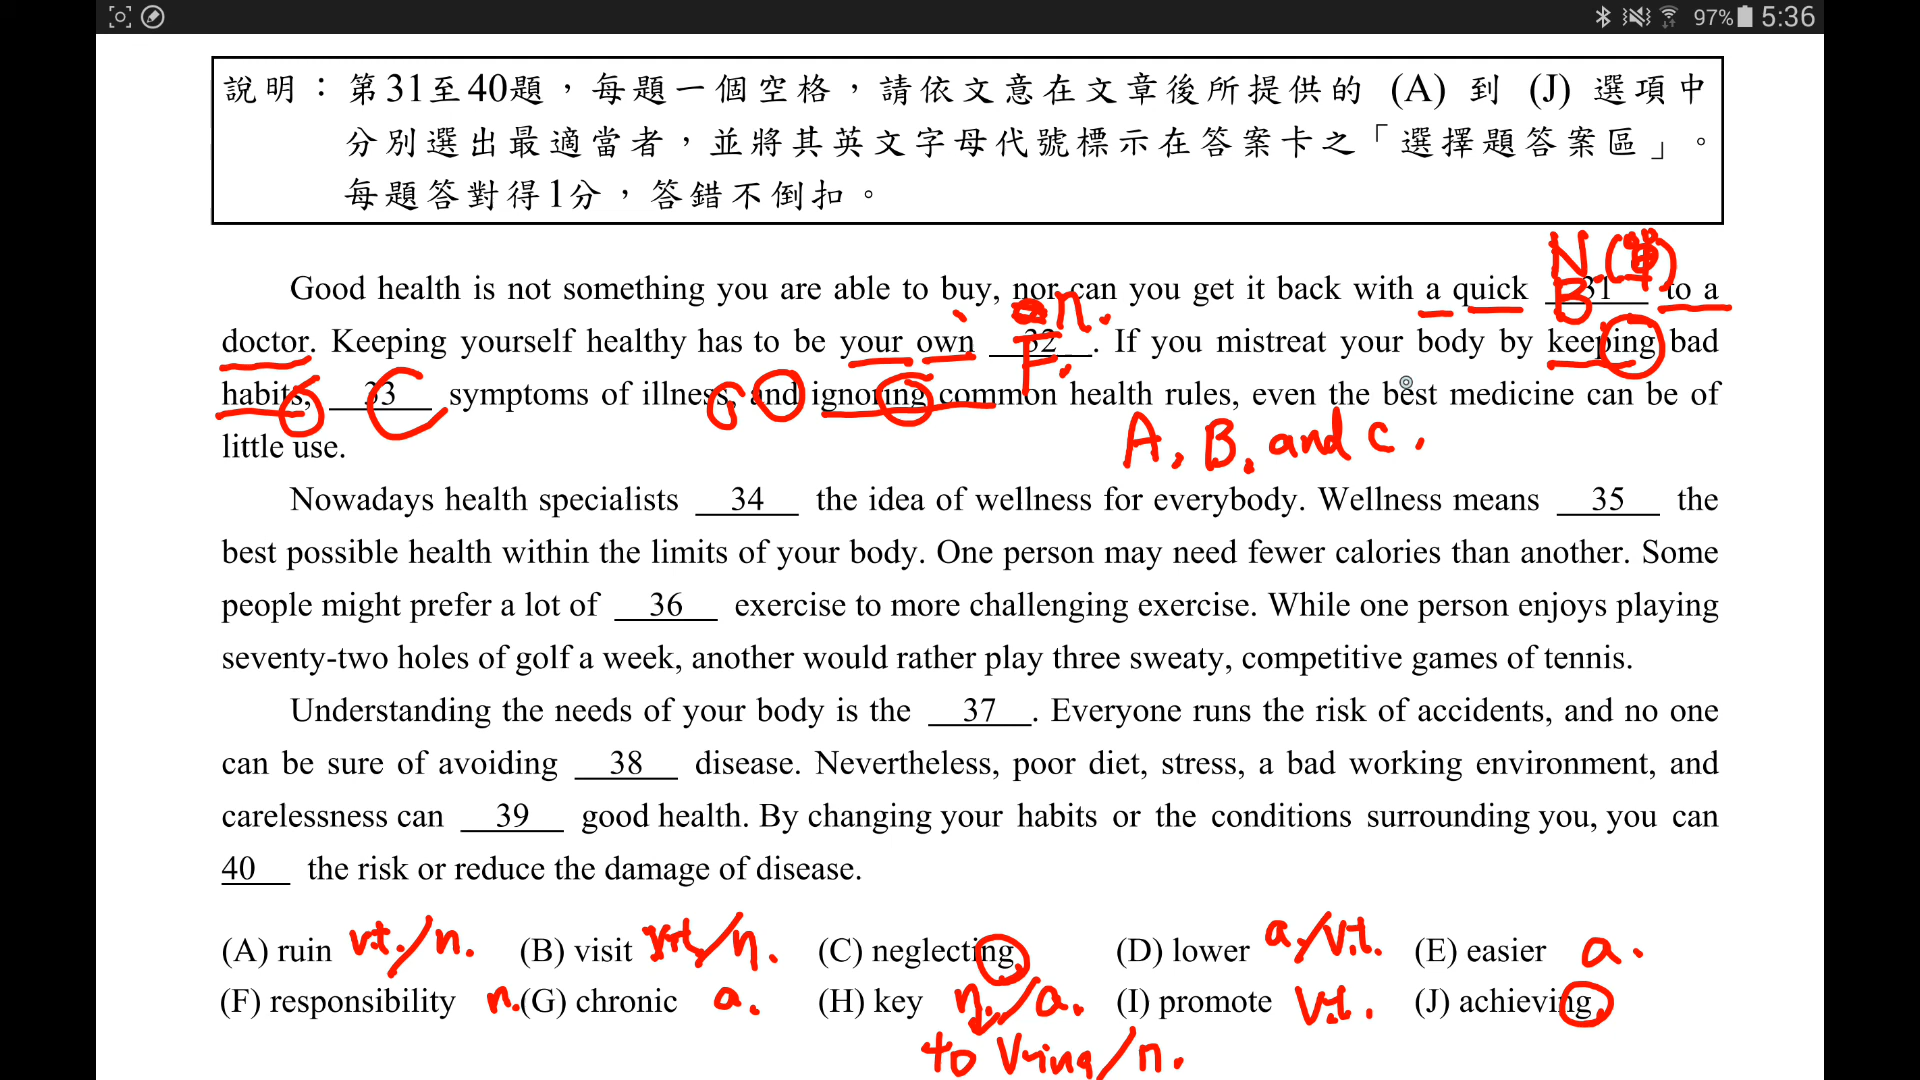 97% 5:36
說明：第31至40題，每題一個空格，請依文意在文章後所提供的 (A) 到 (J) 選項中
分別選出最適當者，並將其英文字母代號標示在答案卡之「選擇題答案區」。
每題答對得1分，答錯不倒扣。
N.(單)
Good health is not something you are able to buy, nor can you get it back with a quick 31 to a
B
n.
doctor. Keeping yourself healthy has to be your own 32. If you mistreat your body by keeping bad
F.
habits, 33 symptoms of illness, and ignoring common health rules, even the best medicine can be of
C
little use.
A, B, and C.
Nowadays health specialists 34 the idea of wellness for everybody. Wellness means 35 the
best possible health within the limits of your body. One person may need fewer calories than another. Some
people might prefer a lot of 36 exercise to more challenging exercise. While one person enjoys playing
seventy-two holes of golf a week, another would rather play three sweaty, competitive games of tennis.
Understanding the needs of your body is the 37. Everyone runs the risk of accidents, and no one
can be sure of avoiding 38 disease. Nevertheless, poor diet, stress, a bad working environment, and
carelessness can 39 good health. By changing your habits or the conditions surrounding you, you can
40 the risk or reduce the damage of disease.
(A) ruin vt./n. (B) visit vt./n. (C) neglecting (D) lower a./v.t. (E) easier a.
(F) responsibility n. (G) chronic a. (H) key n./a. (I) promote v.t. (J) achieving
to Ving/n.